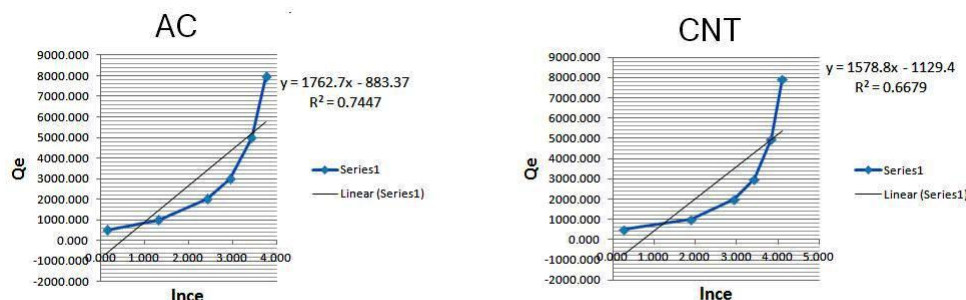 AC
9000.000
8000.000
7000.000
6000.000
5000.000
4000.000
3000.000
2000.000
1000.000
0.000
-1000.000
-2000.000
0.000 1.000 2.000 3.000 4.000
Qe
lnce
y = 1762.7x - 883.37
R² = 0.7447
Series1
Linear (Series1)
CNT
9000.000
8000.000
7000.000
6000.000
5000.000
4000.000
3000.000
2000.000
1000.000
0.000
-1000.000
-2000.000
0.000 1.000 2.000 3.000 4.000 5.000
Qe
lnce
y = 1578.8x - 1129.4
R² = 0.6679
Series1
Linear (Series1)